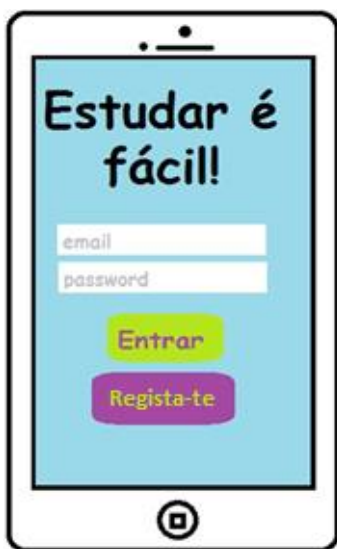 Estudar é
fácil!
email
password
Entrar
Regista-te